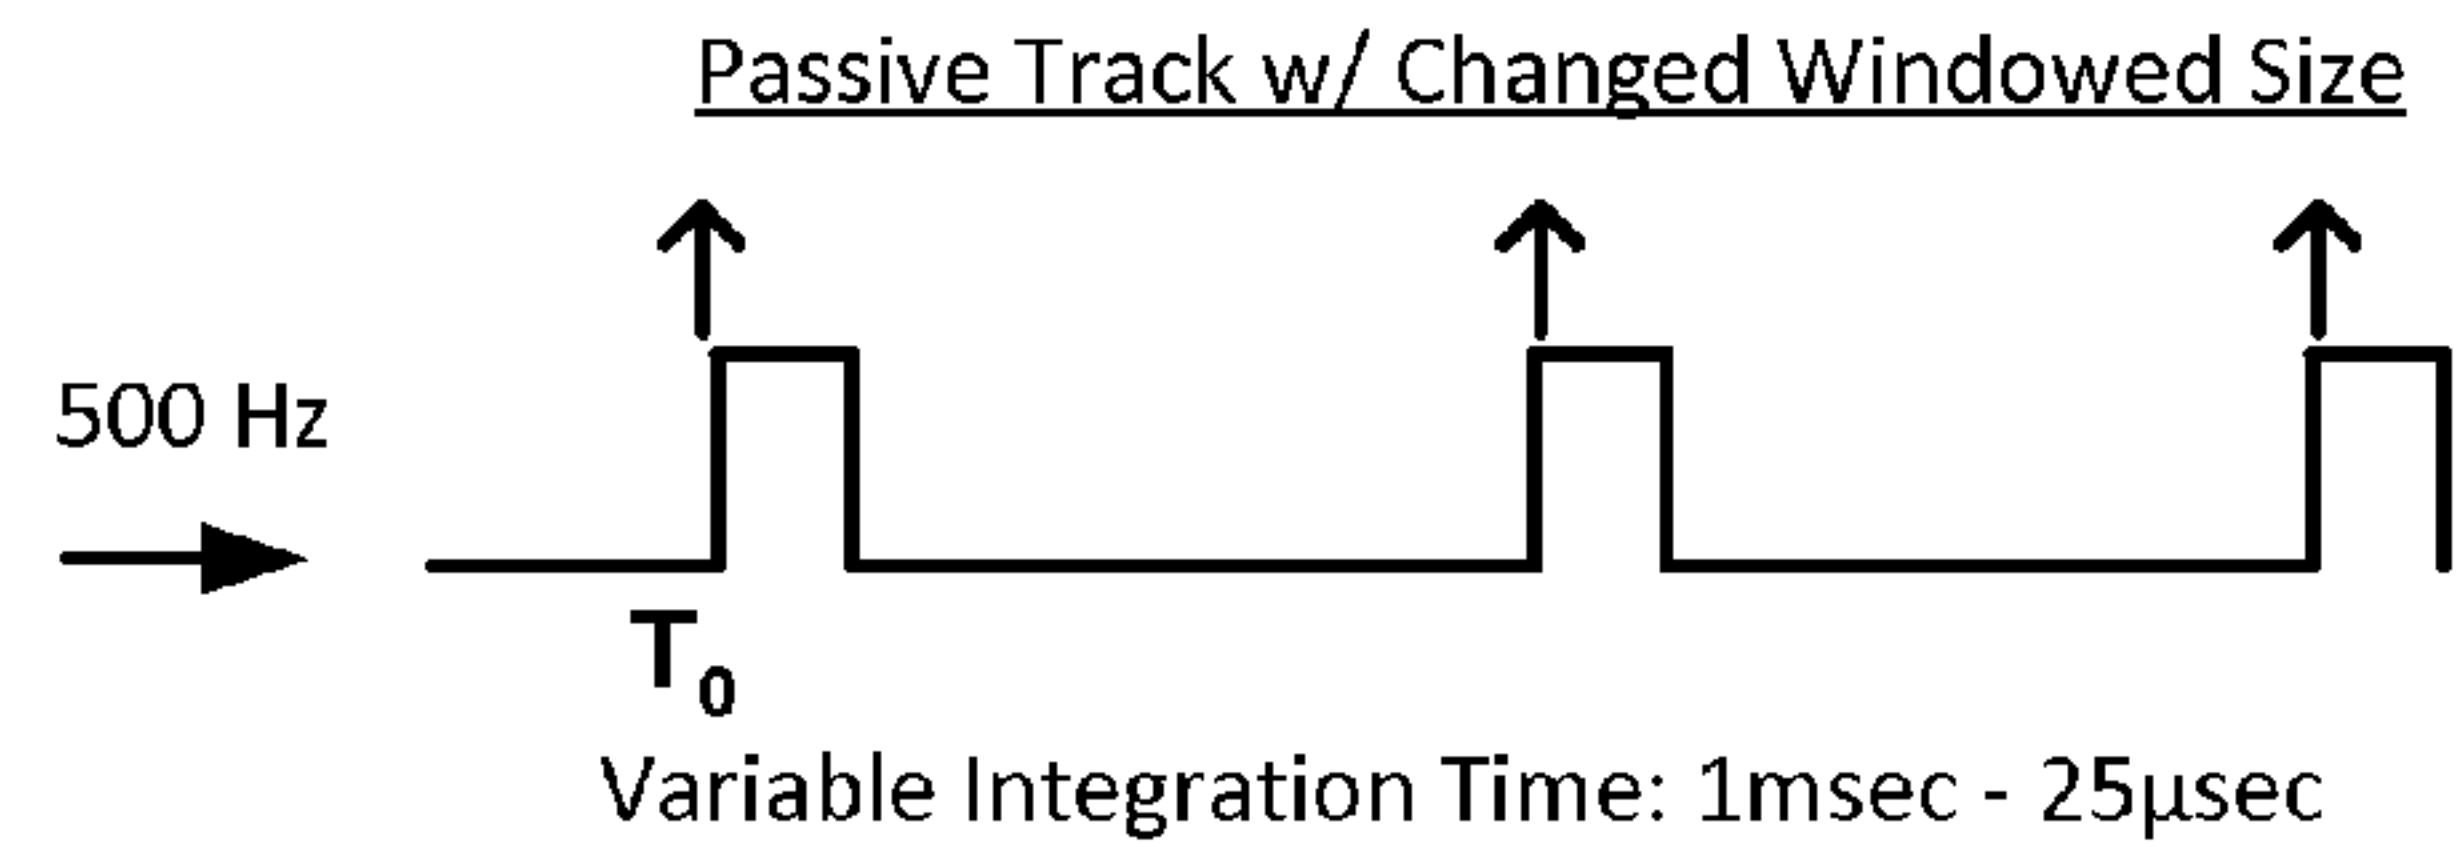 Passive Track w/ Changed Windowed Size
500 Hz
T₀
Variable Integration Time: 1msec - 25µsec